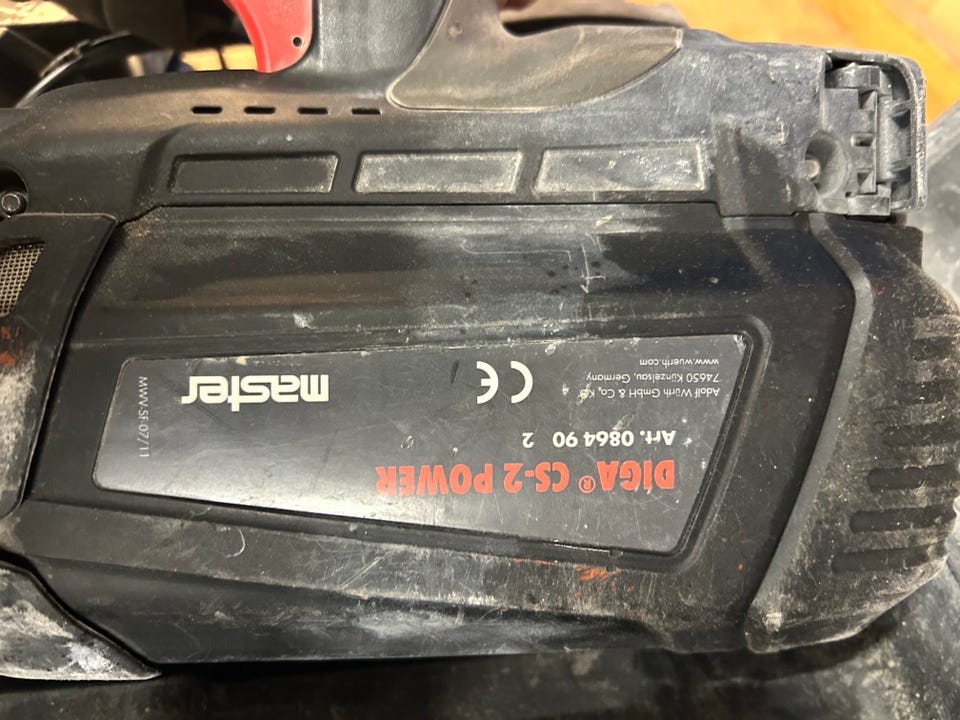 DIGA® CS-2 POWER
Art. 0864 90 2
Adolf Würth GmbH & Co. KG
74650 Künzelsau, Germany
www.wuerth.com
CE
master
MWV-SF-07/11